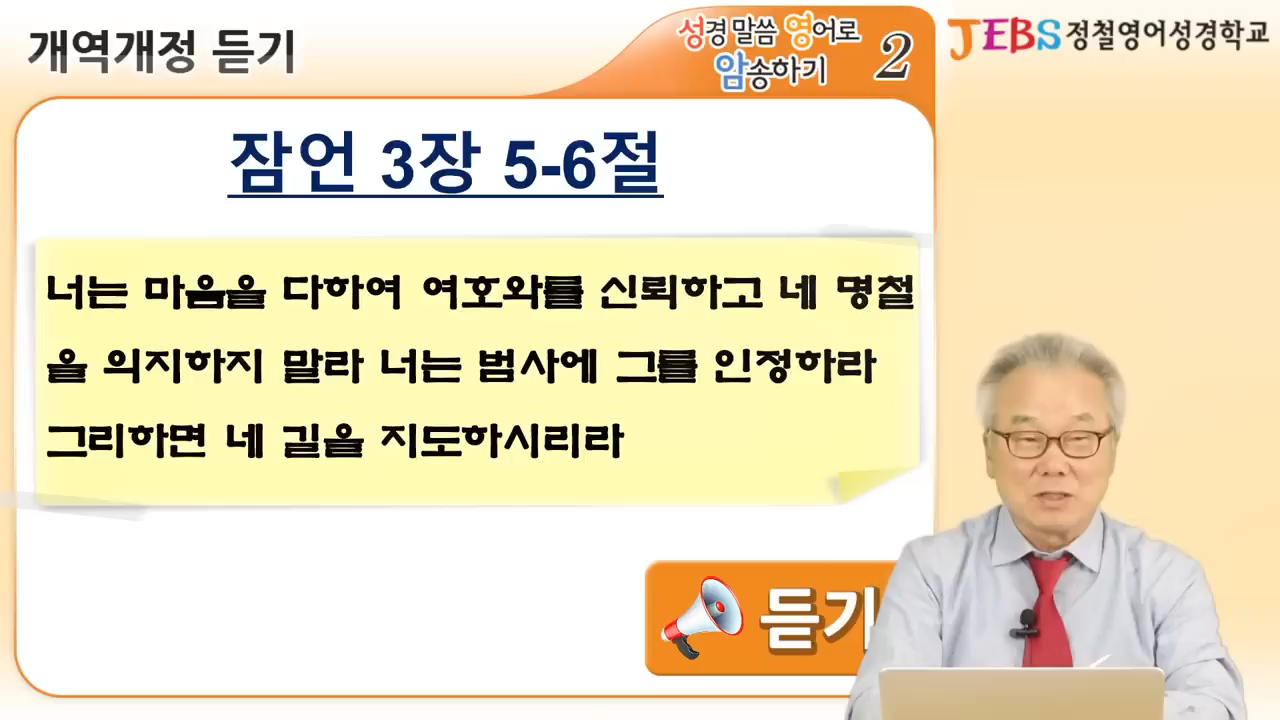 개역개정 듣기
성경 말씀 영어로
암송하기 2
JEBS 정철영어성경학교
잠언 3장 5-6절
너는 마음을 다하여 여호와를 신뢰하고 네 명철
을 의지하지 말라 너는 범사에 그를 인정하라
그리하면 네 길을 지도하시리라
듣기